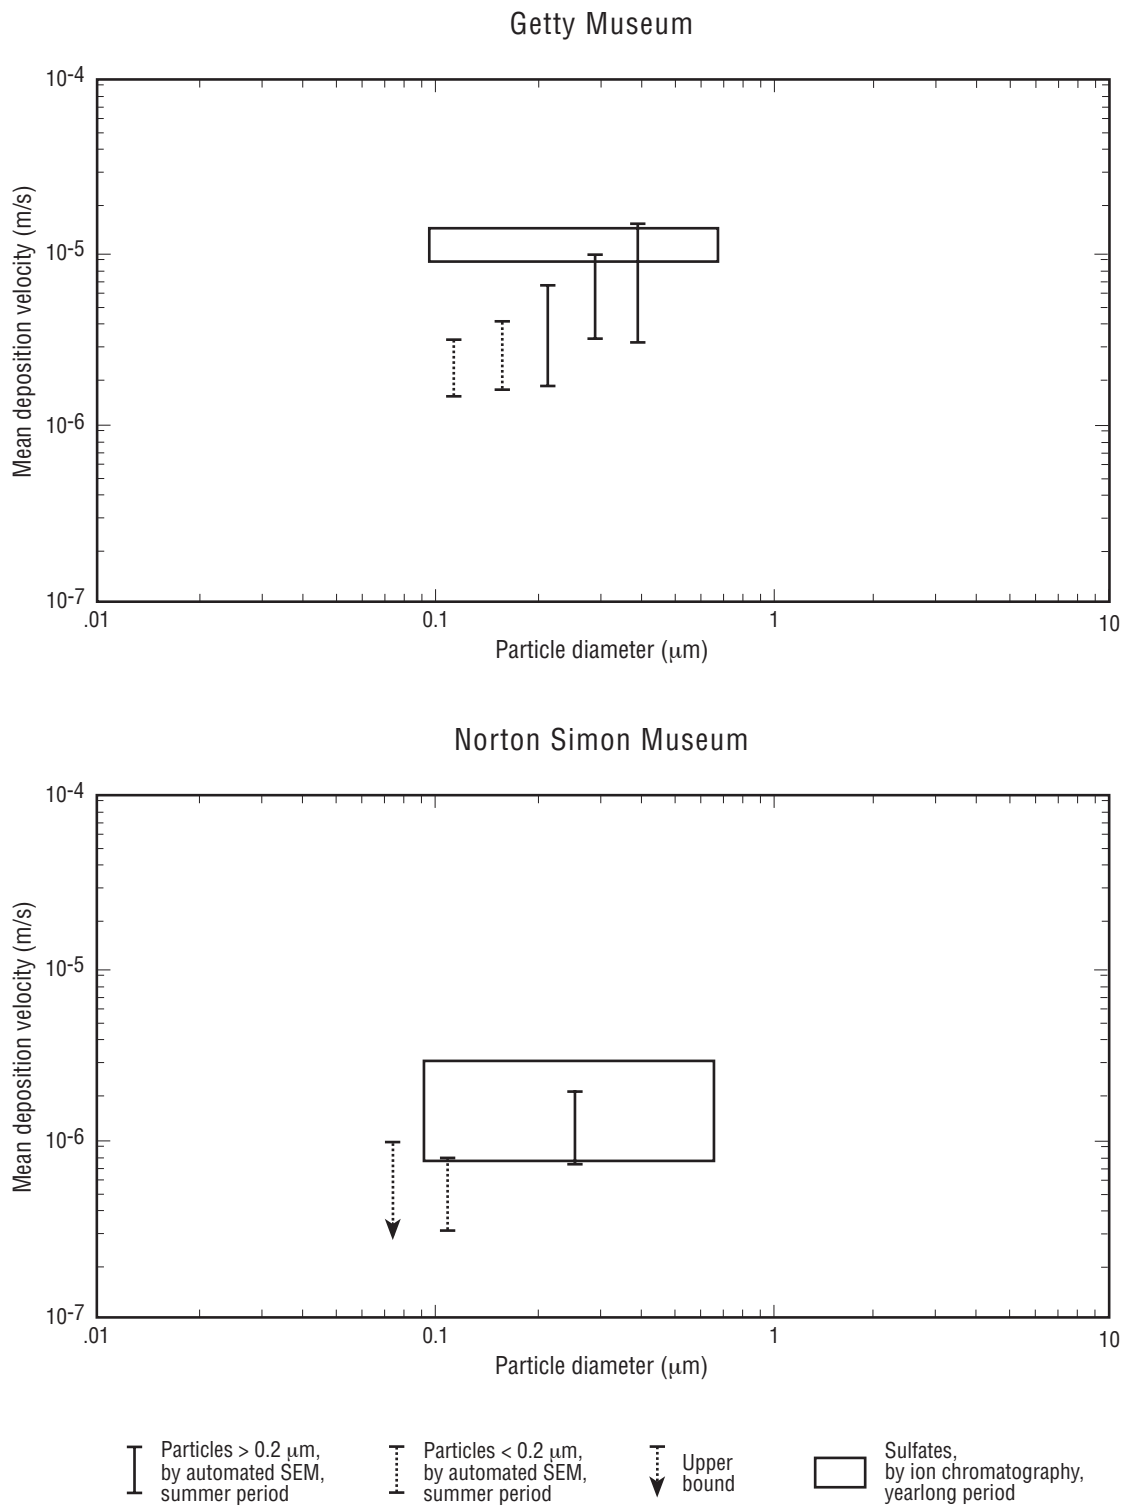 Getty Museum
10-4
10-5
10-6
10-7
Mean deposition velocity (m/s)
.01
0.1
1
10
Particle diameter (μm)
Norton Simon Museum
10-4
10-5
10-6
10-7
Mean deposition velocity (m/s)
.01
0.1
1
10
Particle diameter (μm)
Particles > 0.2 μm,
by automated SEM,
summer period
Particles < 0.2 μm,
by automated SEM,
summer period
Upper
bound
Sulfates,
by ion chromatography,
yearlong period